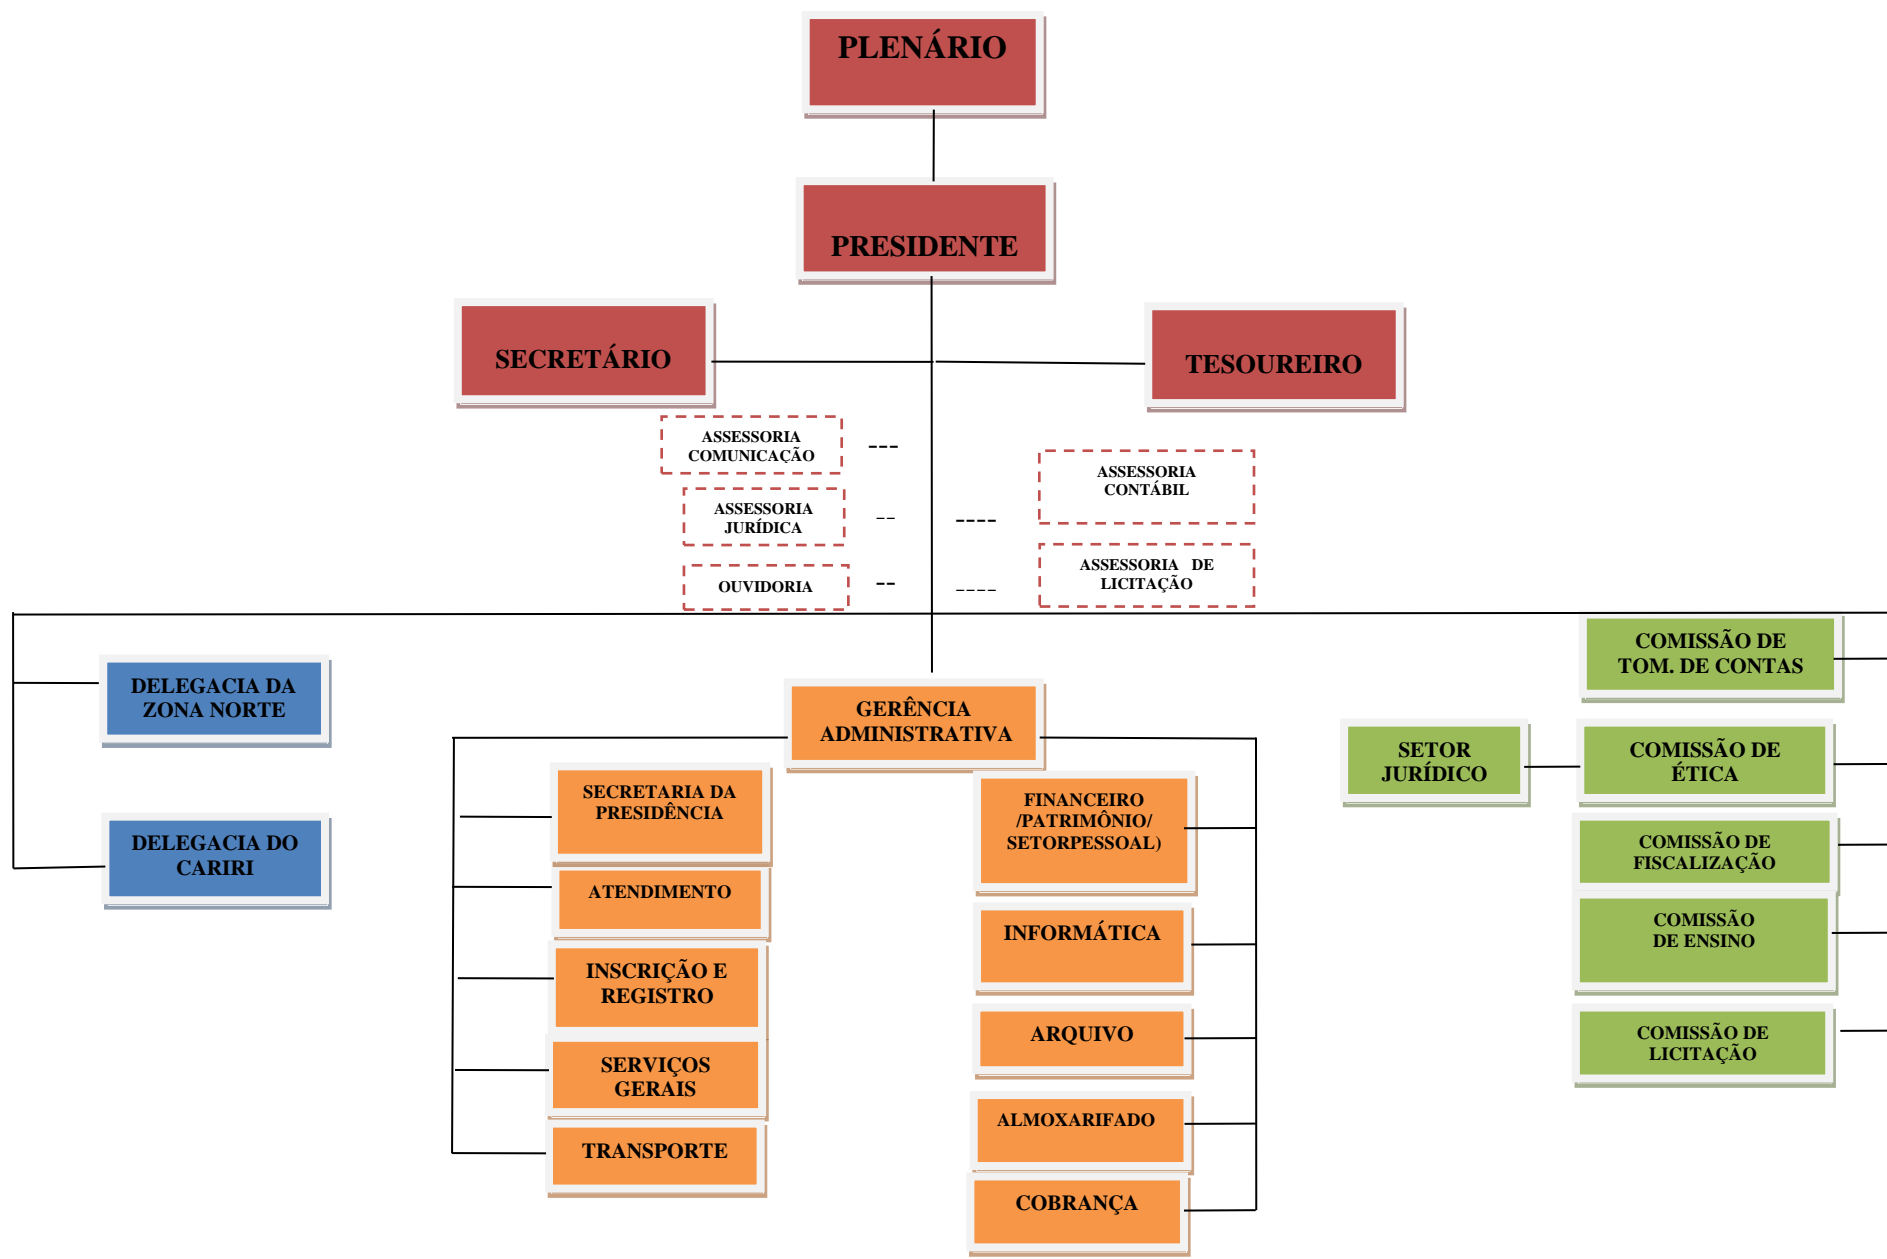 PLENÁRIO
PRESIDENTE
SECRETÁRIO
TESOUREIRO
ASSESSORIA
COMUNICAÇÃO
ASSESSORIA
CONTÁBIL
ASSESSORIA
JURÍDICA
ASSESSORIA DE
LICITAÇÃO
OUVIDORIA
DELEGACIA DA
ZONA NORTE
DELEGACIA DO
CARIRI
GERÊNCIA
ADMINISTRATIVA
SECRETARIA DA
PRESIDÊNCIA
ATENDIMENTO
INSCRIÇÃO E
REGISTRO
SERVIÇOS
GERAIS
TRANSPORTE
FINANCEIRO
/PATRIMÔNIO/
SETORPESSOAL)
INFORMÁTICA
ARQUIVO
ALMOXARIFADO
COBRANÇA
SETOR
JURÍDICO
COMISSÃO DE
TOM. DE CONTAS
COMISSÃO DE
ÉTICA
COMISSÃO DE
FISCALIZAÇÃO
COMISSÃO
DE ENSINO
COMISSÃO DE
LICITAÇÃO